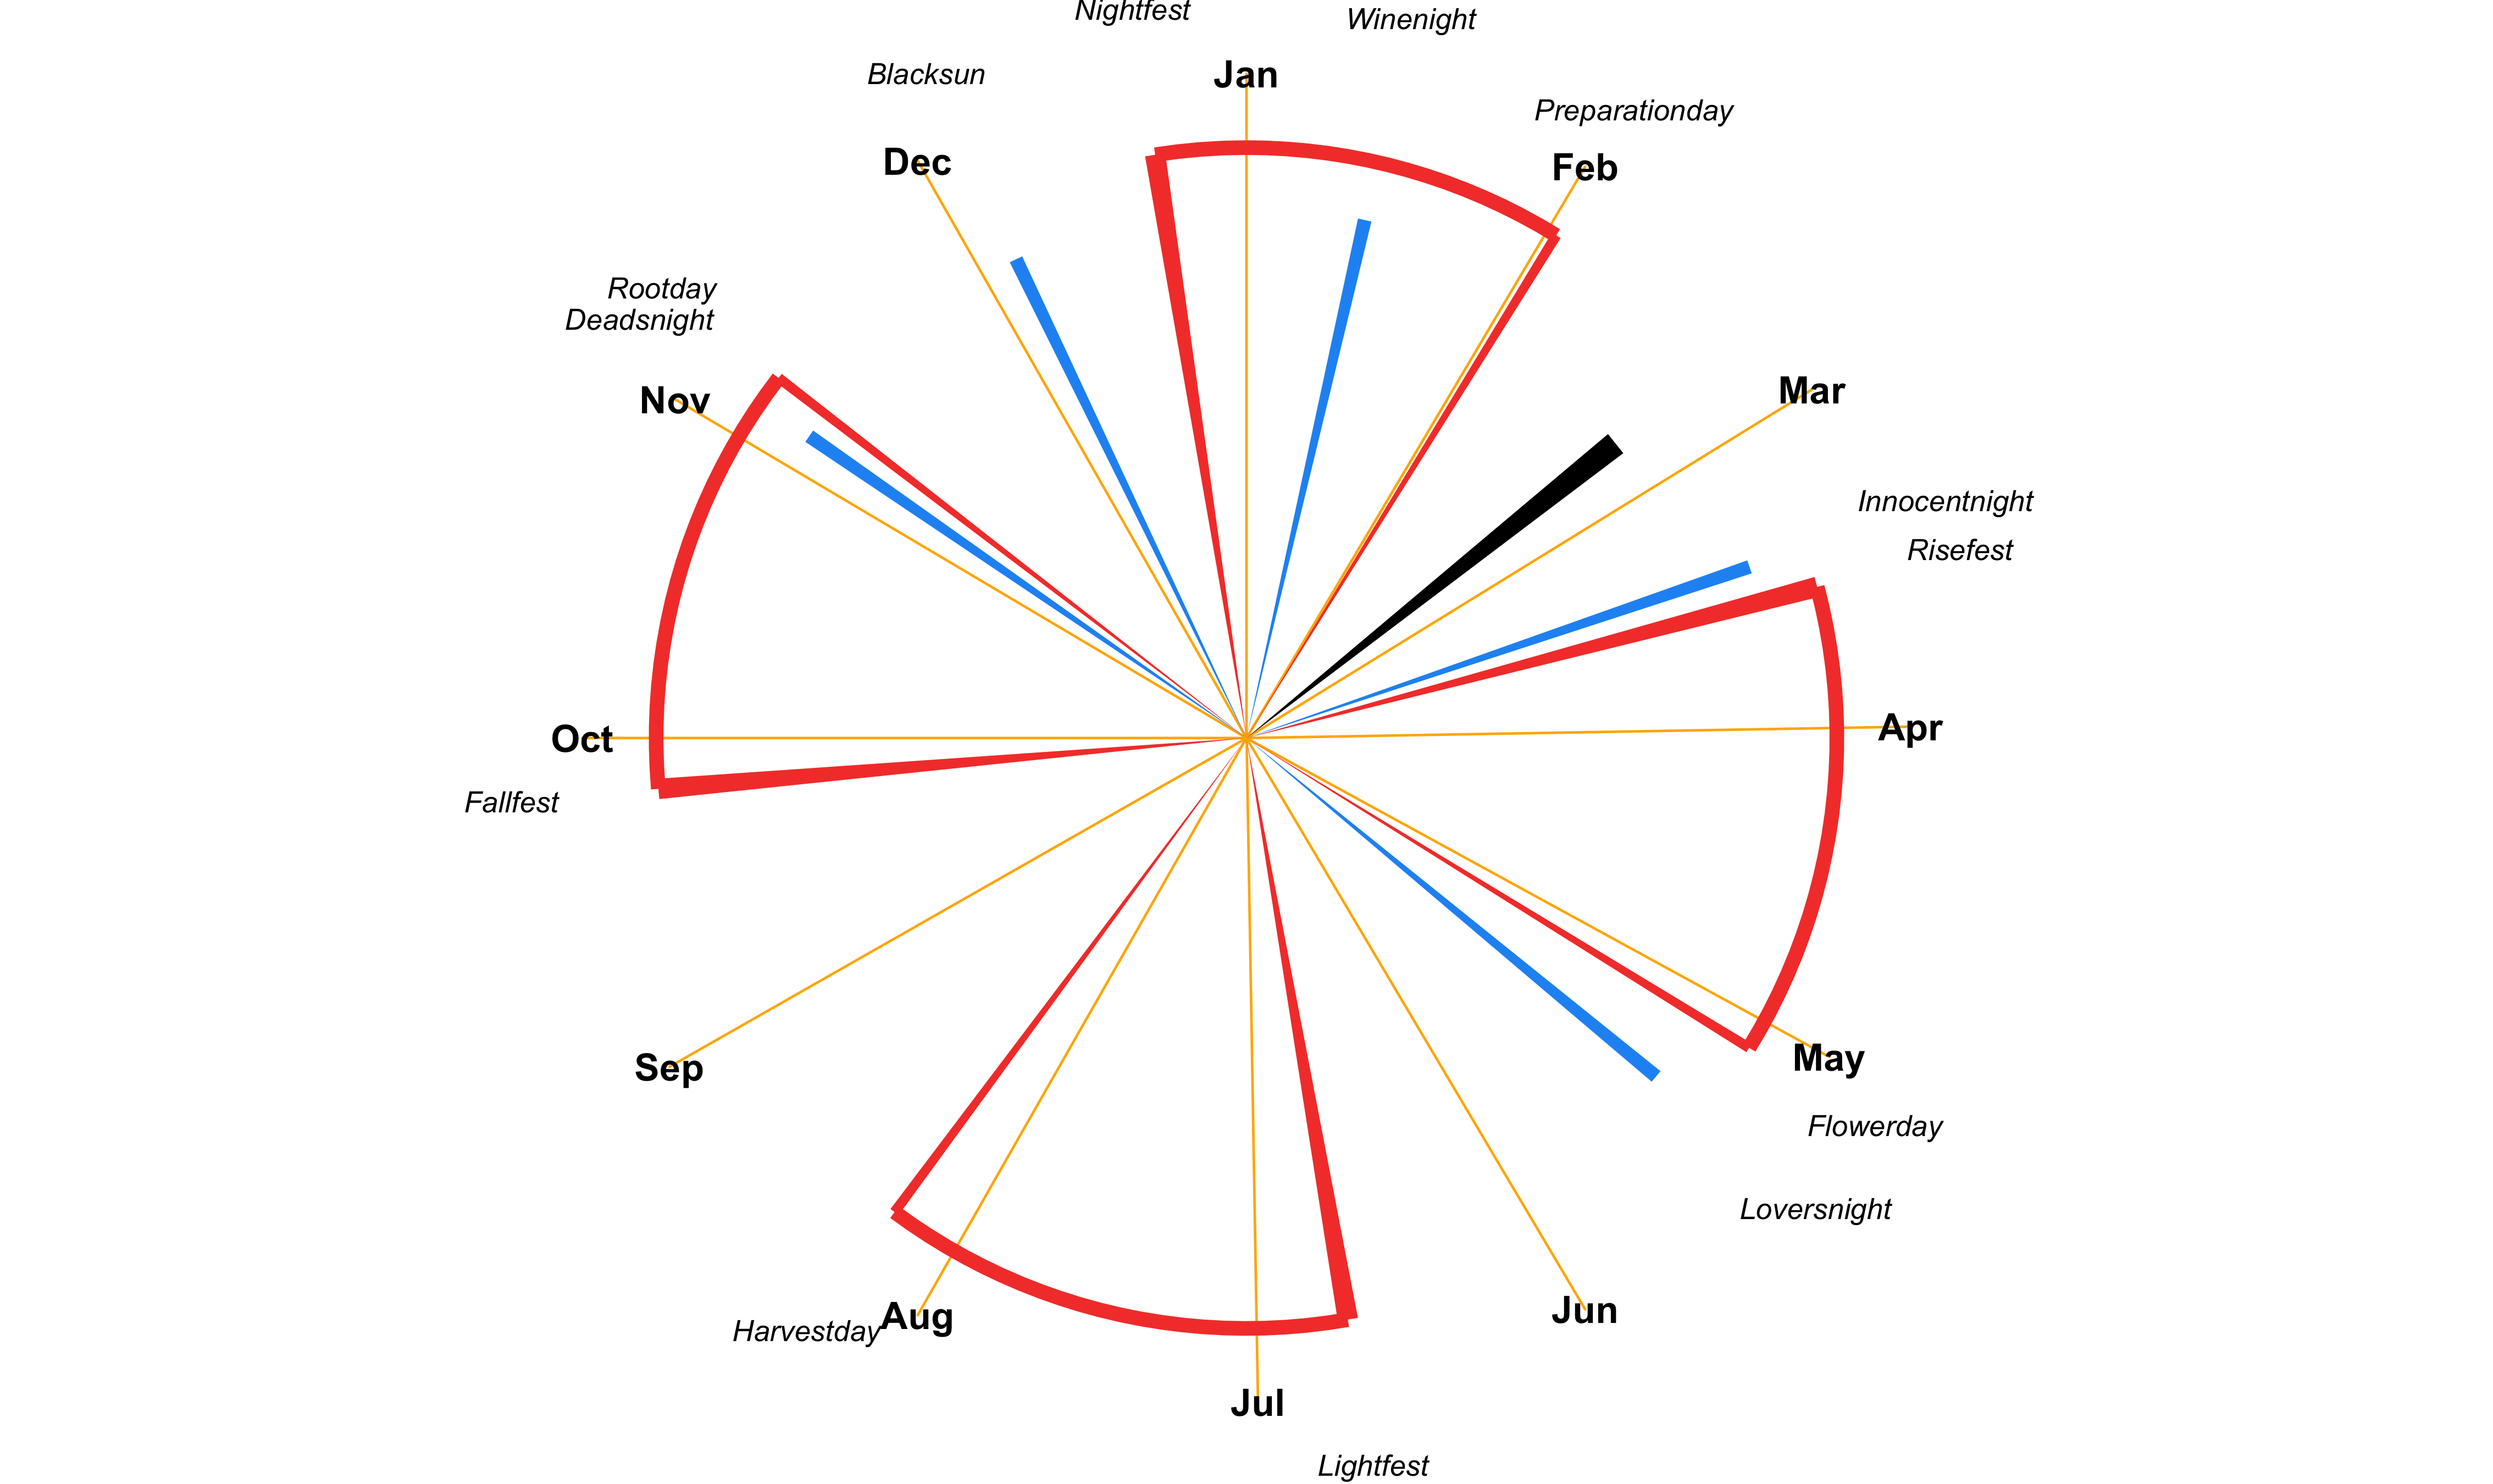 Nightfest
Winenight
Blacksun
Jan
Preparationday
Dec
Feb
Rootday
Deadsnight
Nov
Mar
Innocentnight
Risefest
Oct
Apr
Fallfest
Sep
May
Flowerday
Loversnight
Harvestday
Aug
Jun
Jul
Lightfest